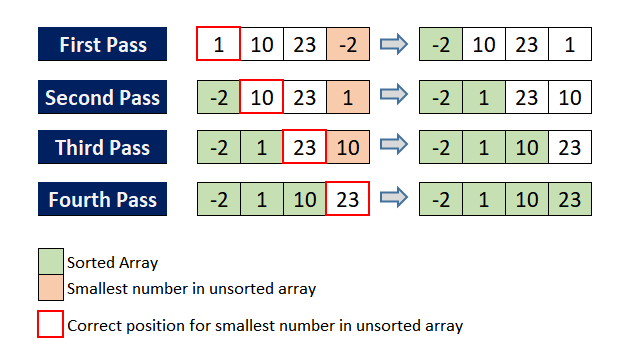 First Pass 1 10 23 -2 -2 10 23 1
Second Pass -2 10 23 1 -2 1 23 10
Third Pass -2 1 23 10 -2 1 10 23
Fourth Pass -2 1 10 23 -2 1 10 23
Sorted Array
Smallest number in unsorted array
Correct position for smallest number in unsorted array